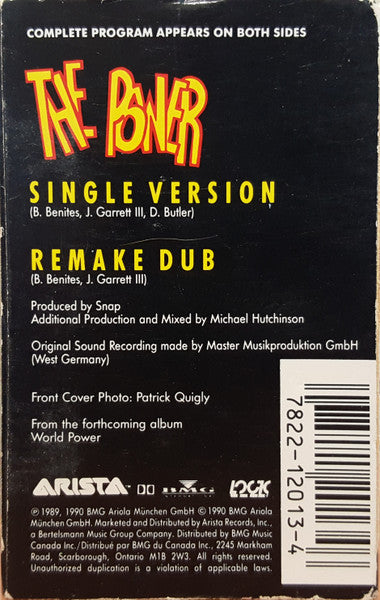 COMPLETE PROGRAM APPEARS ON BOTH SIDES
THE POWER
SINGLE VERSION
(B. Benites, J. Garrett III, D. Butler)
REMAKE DUB
(B. Benites, J. Garrett III)
Produced by Snap
Additional Production and Mixed by Michael Hutchinson
Original Sound Recording made by Master Musikproduktion GmbH
(West Germany)
Front Cover Photo: Patrick Quigly
From the forthcoming album
World Power
7822-12013-4
ARISTA BMG
℗ 1989, 1990 BMG Ariola München GmbH © 1990 BMG Ariola
München GmbH. Marketed and Distributed by Arista Records, Inc.,
a Bertelsmann Music Group Company. Distributed by BMG Music
Canada Inc./Distribué par BMG du Canada Inc., 2245 Markham
Road, Scarborough, Ontario M1B 2W3. All rights reserved.
Unauthorized duplication is a violation of applicable laws.